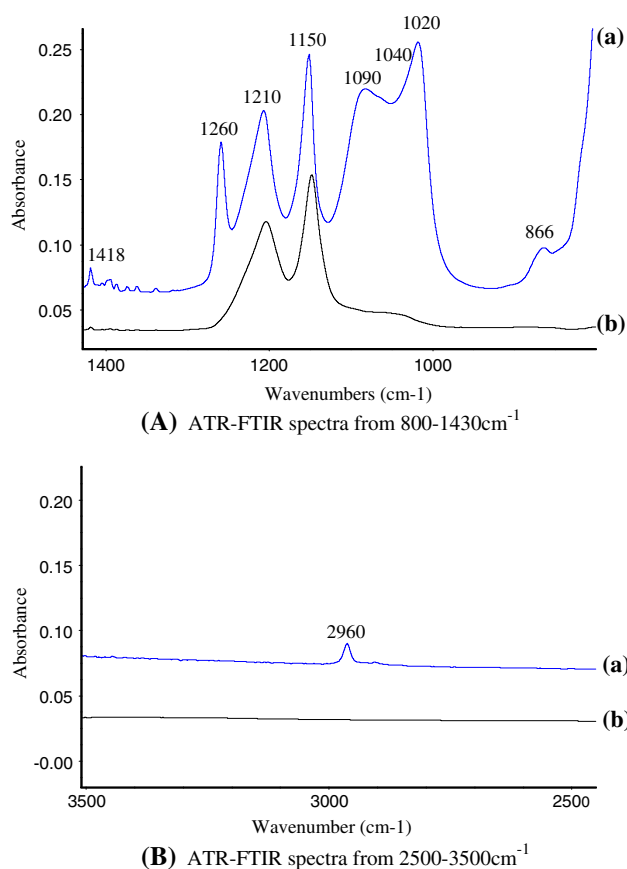 (a)
0.25
0.20
0.15
0.10
0.05
Absorbance
1418
1260
1210
1150
1090
1040
1020
866
(b)
1400
1200
1000
Wavenumbers (cm-1)
(A) ATR-FTIR spectra from 800-1430cm-1
0.20
0.15
0.10
0.05
-0.00
Absorbance
2960
(a)
(b)
3500
3000
2500
Wavenumber (cm-1)
(B) ATR-FTIR spectra from 2500-3500cm-1